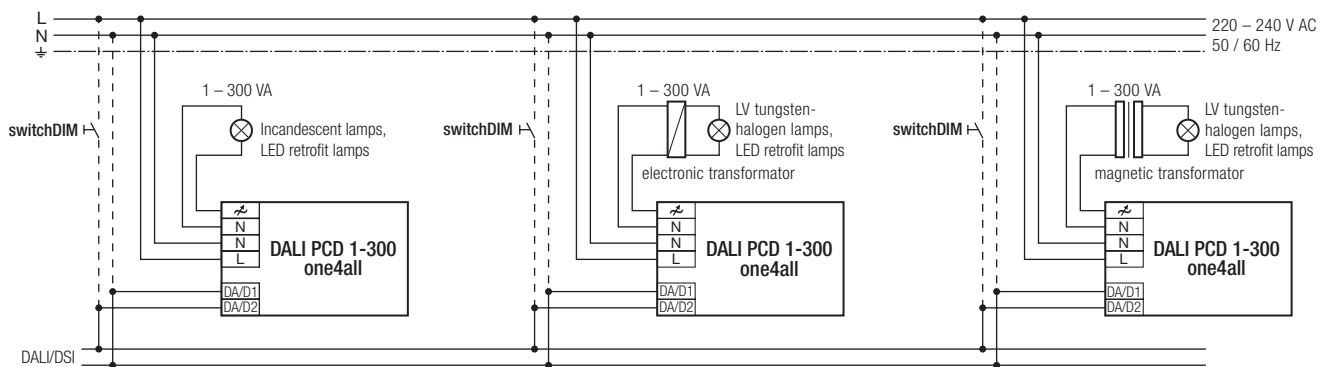 L
N
220 – 240 V AC
50 / 60 Hz
1 – 300 VA
switchDIM
Incandescent lamps,
LED retrofit lamps
N
N
L
DA/D1
DA/D2
DALI PCD 1-300
one4all
1 – 300 VA
switchDIM
LV tungsten-
halogen lamps,
LED retrofit lamps
electronic transformator
N
N
L
DA/D1
DA/D2
DALI PCD 1-300
one4all
1 – 300 VA
switchDIM
LV tungsten-
halogen lamps,
LED retrofit lamps
magnetic transformator
N
N
L
DA/D1
DA/D2
DALI PCD 1-300
one4all
DALI/DSI